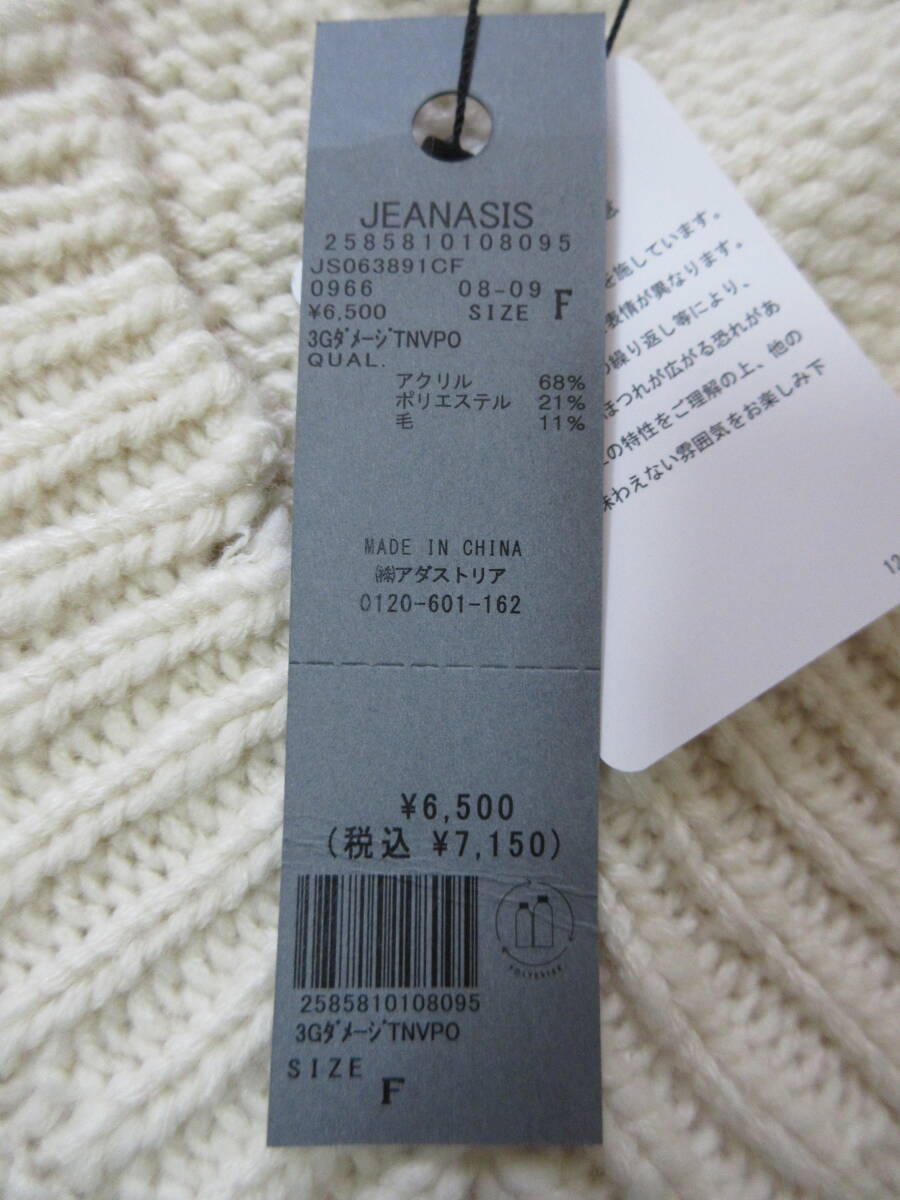 JEANASIS
2585810108095
JS063891CF
0966 08-09
¥6,500 SIZE F
3GﾀﾞﾒｰｼﾞTNVPO
QUAL.
アクリル 68%
ポリエステル 21%
毛 11%
MADE IN CHINA
㈱アダストリア
0120-601-162
¥6,500
(税込 ¥7,150)
2585810108095
3Gﾀﾞﾒｰｼﾞ TNVPO
SIZE
F
を施しています。
表情が異なります。
の繰り返し等により、
ほつれが広がる恐れがあ
の特性をご理解の上、他の
味わえない雰囲気をお楽しみ下
12